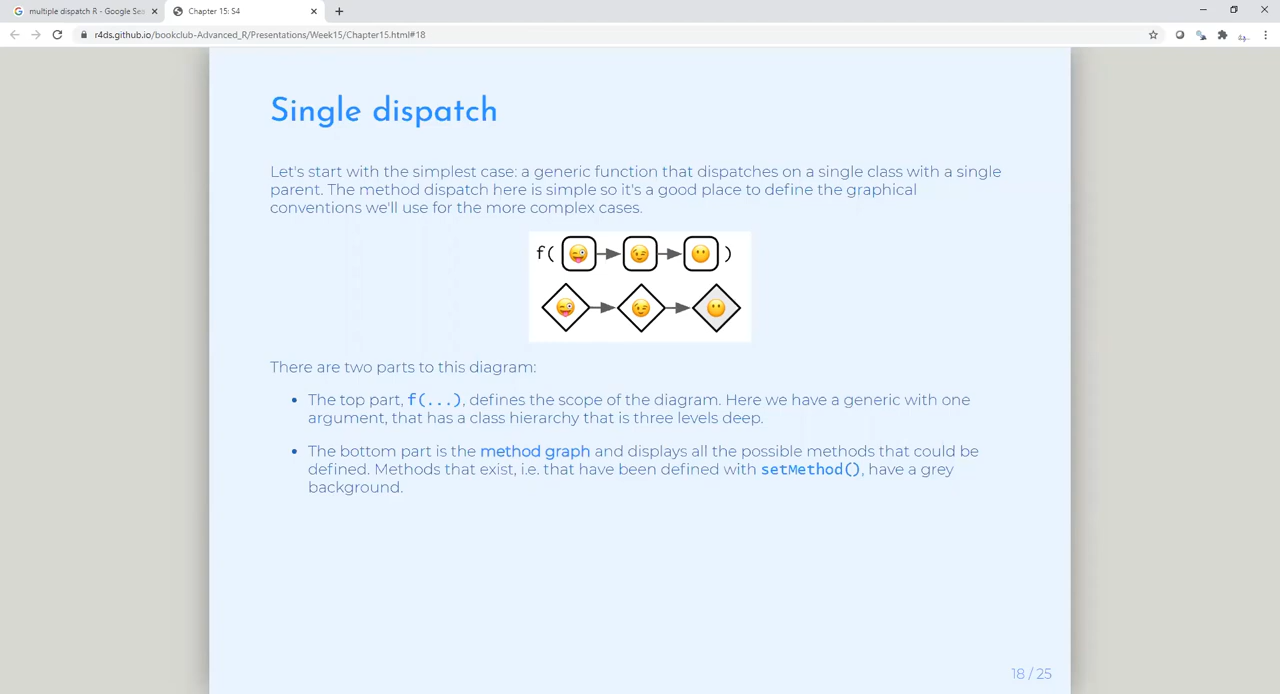 multiple dispatch R - Google Sea
Chapter 15: S4
r4ds.github.io/bookclub-Advanced_R/Presentations/Week15/Chapter15.html#18
Single dispatch
Let's start with the simplest case: a generic function that dispatches on a single class with a single
parent. The method dispatch here is simple so it's a good place to define the graphical
conventions we'll use for the more complex cases.
f( )
There are two parts to this diagram:
• The top part, f(...), defines the scope of the diagram. Here we have a generic with one
argument, that has a class hierarchy that is three levels deep.
• The bottom part is the method graph and displays all the possible methods that could be
defined. Methods that exist, i.e. that have been defined with setMethod(), have a grey
background.
18 / 25